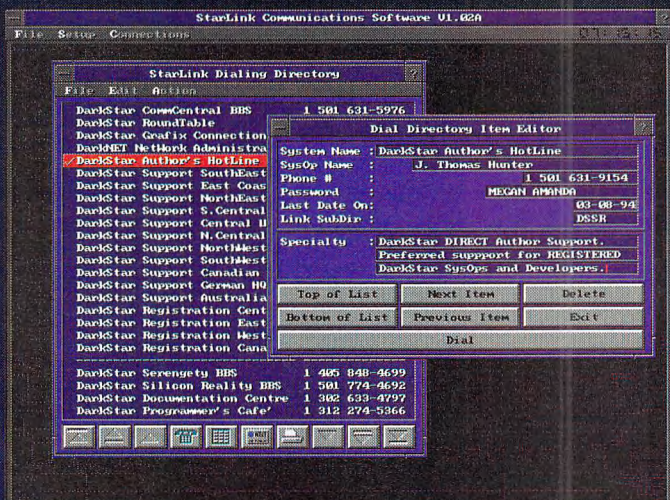 StarLink Communications Software V1.02A
File Setup Connections 07:15:15
StarLink Dialing Directory ?
File Edit Action
DarkStar CommCentral BBS 1 501 631-5976
DarkStar RoundTable
DarkStar Grafix Connection
DarkNET NetWork Administra
DarkStar Author's HotLine
DarkStar Support SouthEast
DarkStar Support East Coas
DarkStar Support NorthEast
DarkStar Support S.Central
DarkStar Support Central U
DarkStar Support N.Central
DarkStar Support NorthWest
DarkStar Support SouthWest
DarkStar Support Canadian
DarkStar Support German HQ
DarkStar Support Australia
DarkStar Registration Cent
DarkStar Registration East
DarkStar Registration West
DarkStar Registration Cana
DarkStar Serengety BBS 1 405 848-4699
DarkStar Silicon Reality BBS 1 501 774-4692
DarkStar Documentation Centre 1 302 633-4797
DarkStar Programmer's Cafe' 1 312 274-5366
Dial Directory Item Editor ?
System Name : DarkStar Author's HotLine
SysOp Name : J. Thomas Hunter
Phone # : 1 501 631-9154
Password : MEGAN AMANDA
Last Date On: 03-08-94
Link SubDir : DSSR
Specialty : DarkStar DIRECT Author Support.
Preferred suppport for REGISTERED
DarkStar SysOps and Developers.
Top of List Next Item Delete
Bottom of List Previous Item Exit
Dial